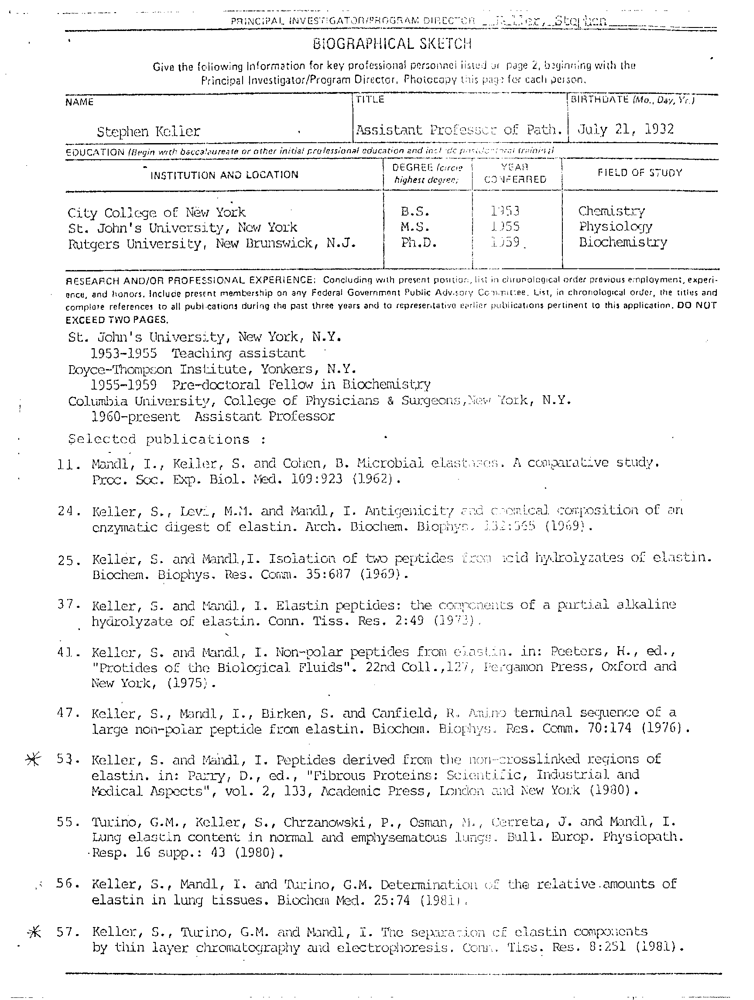 PRINCIPAL INVESTIGATOR/PROGRAM DIRECTOR Keller, Stephen
BIOGRAPHICAL SKETCH
Give the following information for key professional personnel listed on page 2, beginning with the
Principal Investigator/Program Director. Photocopy this page for each person.
NAME TITLE BIRTHDATE (Mo., Day, Yr.)
Stephen Keller Assistant Professor of Path. July 21, 1932
EDUCATION (Begin with baccalaureate or other initial professional education and include postdoctoral training)
INSTITUTION AND LOCATION DEGREE (circle highest degree) YEAR CONFERRED FIELD OF STUDY
City College of New York B.S. 1953 Chemistry
St. John's University, New York M.S. 1955 Physiology
Rutgers University, New Brunswick, N.J. Ph.D. 1959 Biochemistry
RESEARCH AND/OR PROFESSIONAL EXPERIENCE: Concluding with present position, list in chronological order previous employment, experi-
ence, and honors. Include present membership on any Federal Government Public Advisory Committee. List, in chronological order, the titles and
complete references to all publications during the past three years and to representative earlier publications pertinent to this application. DO NOT
EXCEED TWO PAGES.
St. John's University, New York, N.Y.
1953-1955 Teaching assistant
Boyce-Thompson Institute, Yonkers, N.Y.
1955-1959 Pre-doctoral Fellow in Biochemistry
Columbia University, College of Physicians & Surgeons, New York, N.Y.
1960-present Assistant Professor
Selected publications :
11. Mandl, I., Keller, S. and Cohen, B. Microbial elastases. A comparative study.
Proc. Soc. Exp. Biol. Med. 109:923 (1962).
24. Keller, S., Levi, M.M. and Mandl, I. Antigenicity and chemical composition of an
enzymatic digest of elastin. Arch. Biochem. Biophys. 132:565 (1969).
25. Keller, S. and Mandl,I. Isolation of two peptides from acid hydrolyzates of elastin.
Biochem. Biophys. Res. Comm. 35:687 (1969).
37. Keller, S. and Mandl, I. Elastin peptides: the components of a partial alkaline
hydrolyzate of elastin. Conn. Tiss. Res. 2:49 (1973).
41. Keller, S. and Mandl, I. Non-polar peptides from elastin. in: Peeters, H., ed.,
"Protides of the Biological Fluids". 22nd Coll.,127, Pergamon Press, Oxford and
New York, (1975).
47. Keller, S., Mandl, I., Birken, S. and Canfield, R. Amino terminal sequence of a
large non-polar peptide from elastin. Biochem. Biophys. Res. Comm. 70:174 (1976).
53. Keller, S. and Mandl, I. Peptides derived from the non-crosslinked regions of
elastin. in: Parry, D., ed., "Fibrous Proteins: Scientific, Industrial and
Medical Aspects", vol. 2, 133, Academic Press, London and New York (1980).
55. Turino, G.M., Keller, S., Chrzanowski, P., Osman, M., Cerreta, J. and Mandl, I.
Lung elastin content in normal and emphysematous lungs. Bull. Europ. Physiopath.
Resp. 16 supp.: 43 (1980).
56. Keller, S., Mandl, I. and Turino, G.M. Determination of the relative amounts of
elastin in lung tissues. Biochem Med. 25:74 (1981).
57. Keller, S., Turino, G.M. and Mandl, I. The separation of elastin components
by thin layer chromatography and electrophoresis. Conn. Tiss. Res. 8:251 (1981).